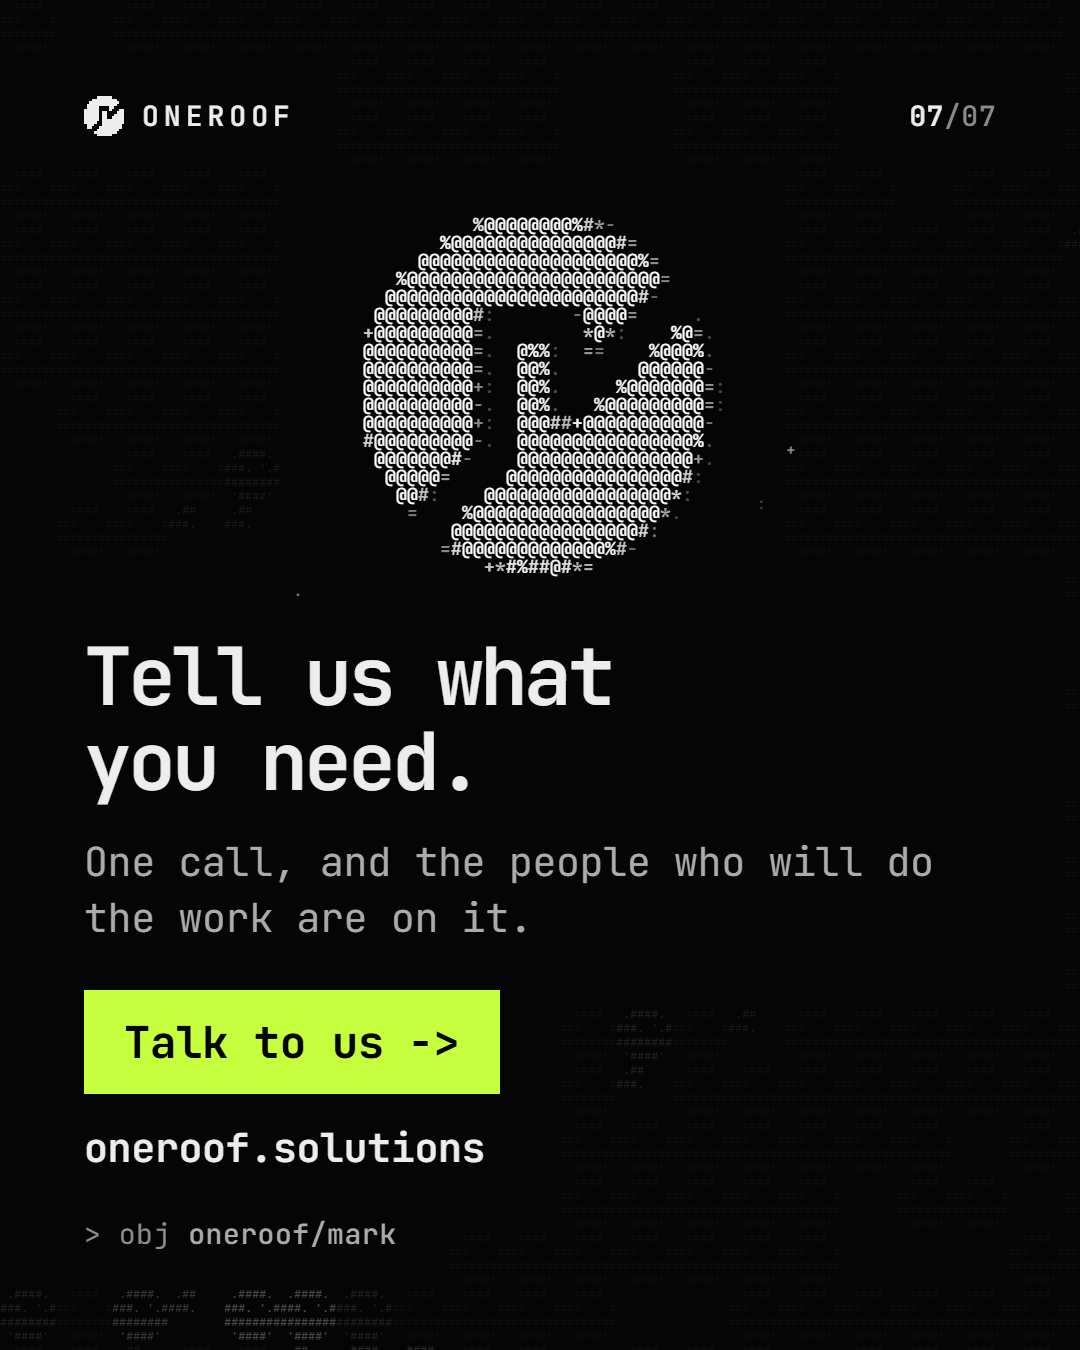 ONEROOF
07/07
Tell us what
you need.
One call, and the people who will do
the work are on it.
Talk to us ->
oneroof.solutions
> obj oneroof/mark